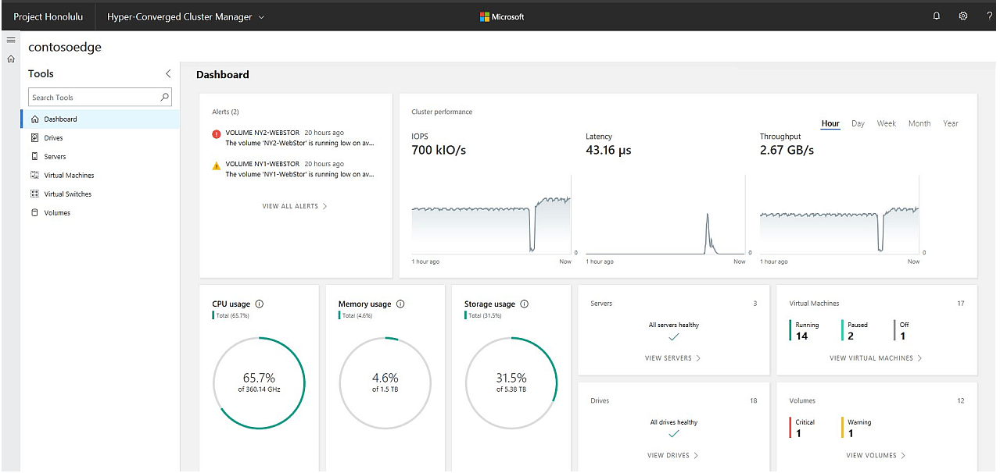 Project Honolulu
Hyper-Converged Cluster Manager
Microsoft
?
contosoedge
Tools
Search Tools
Dashboard
Drives
Servers
Virtual Machines
Virtual Switches
Volumes
Dashboard
Alerts (2)
VOLUME NY2-WEBSTOR 20 hours ago
The volume 'NY2-WebStor' is running low on av...
VOLUME NY1-WEBSTOR 20 hours ago
The volume 'NY1-WebStor' is running low on av...
VIEW ALL ALERTS
Cluster performance
Hour Day Week Month Year
IOPS
700 kIO/s
0
1 hour ago Now
Latency
43.16 µs
0
1 hour ago Now
Throughput
2.67 GB/s
0
1 hour ago Now
CPU usage
Total (65.7%)
65.7%
of 360.14 GHz
Memory usage
Total (4.6%)
4.6%
of 1.5 TB
Storage usage
Total (31.5%)
31.5%
of 5.38 TB
Servers 3
All servers healthy
VIEW SERVERS
Virtual Machines 17
Running Paused Off
14 2 1
VIEW VIRTUAL MACHINES
Drives 18
All drives healthy
VIEW DRIVES
Volumes 12
Critical Warning
1 1
VIEW VOLUMES